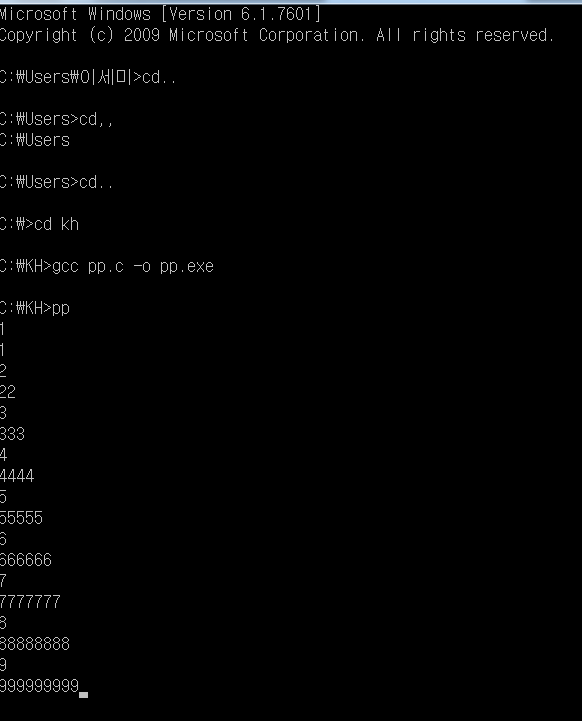 Microsoft Windows [Version 6.1.7601]
Copyright (c) 2009 Microsoft Corporation. All rights reserved.
C:₩Users₩이세미>cd..
C:₩Users>cd,,
C:₩Users
C:₩Users>cd..
C:₩>cd kh
C:₩KH>gcc pp.c -o pp.exe
C:₩KH>pp
1
1
2
22
3
333
4
4444
5
55555
6
666666
7
7777777
8
88888888
9
999999999